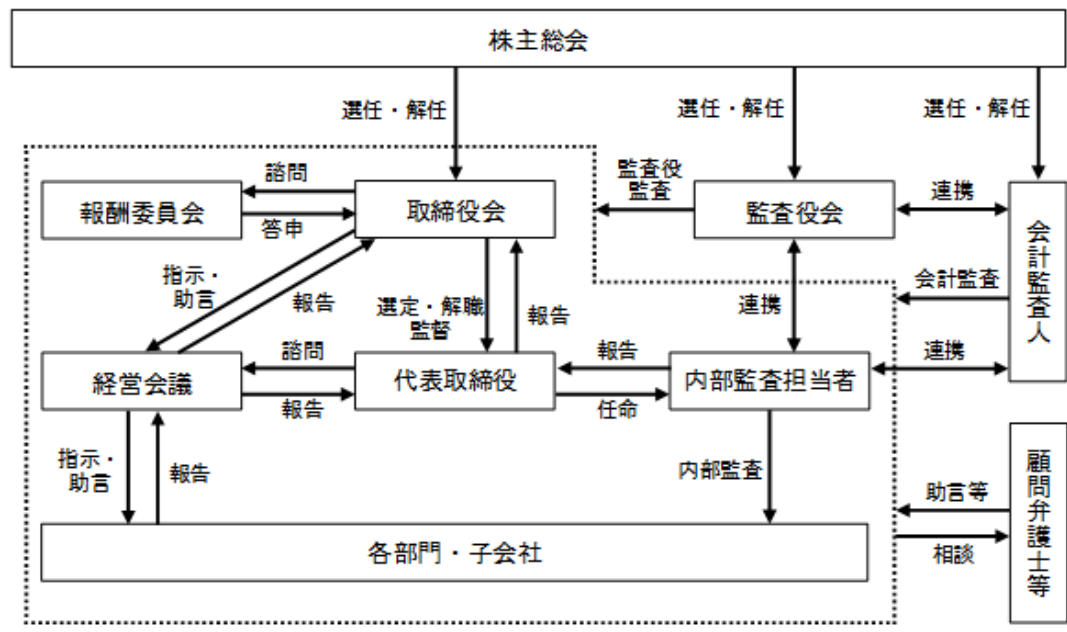 株主総会
選任・解任
選任・解任
選任・解任
諮問
監査役
監査
報酬委員会
取締役会
監査役会
連携
会計監査人
答申
指示・
助言
報告
選定・解職
監督
報告
連携
会計監査
諮問
報告
経営会議
代表取締役
内部監査担当者
連携
報告
任命
指示・
助言
報告
内部監査
顧問弁護士等
助言等
相談
各部門・子会社